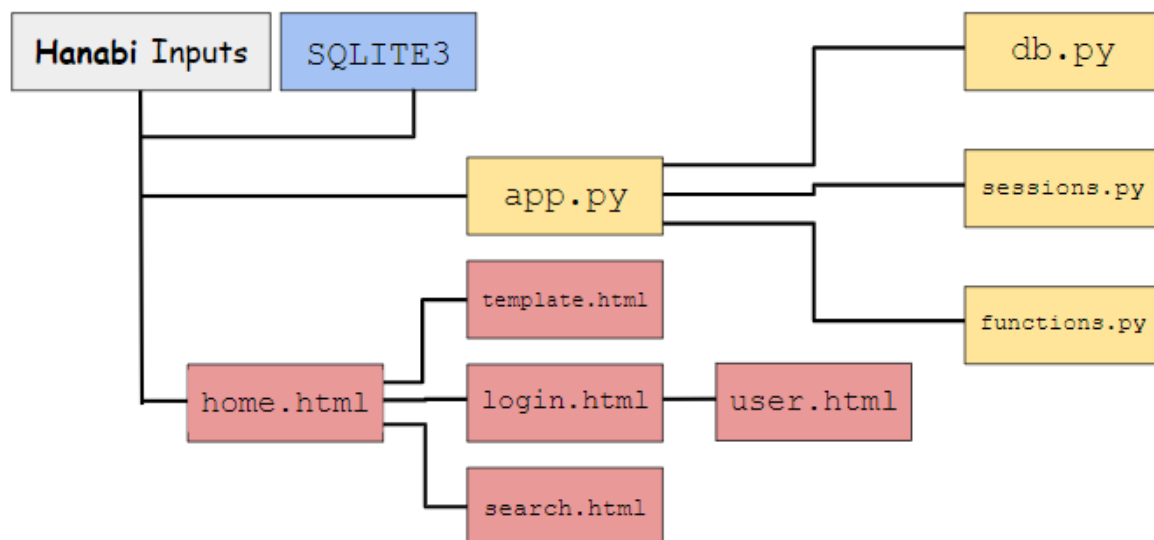 Hanabi Inputs
SQLITE3
db.py
app.py
sessions.py
template.html
functions.py
home.html
login.html
user.html
search.html